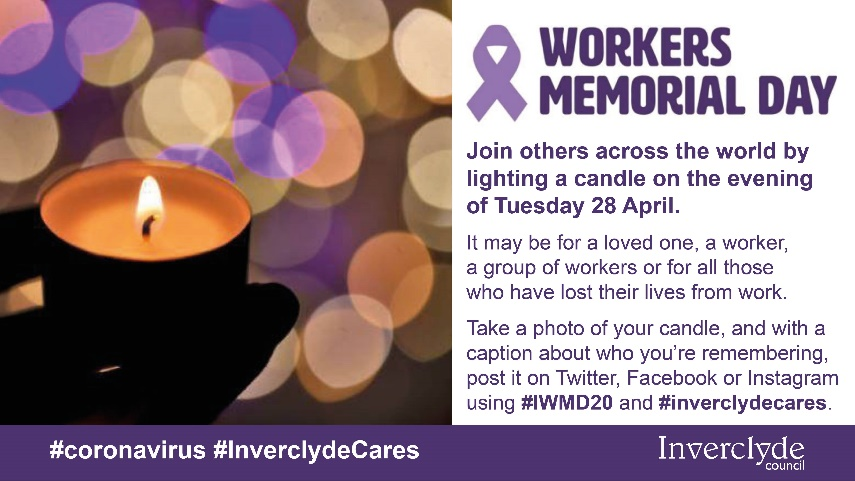 WORKERS
MEMORIAL DAY
Join others across the world by
lighting a candle on the evening
of Tuesday 28 April.
It may be for a loved one, a worker,
a group of workers or for all those
who have lost their lives from work.
Take a photo of your candle, and with a
caption about who you’re remembering,
post it on Twitter, Facebook or Instagram
using #IWMD20 and #inverclydecares.
#coronavirus #InverclydeCares
Inverclyde
council